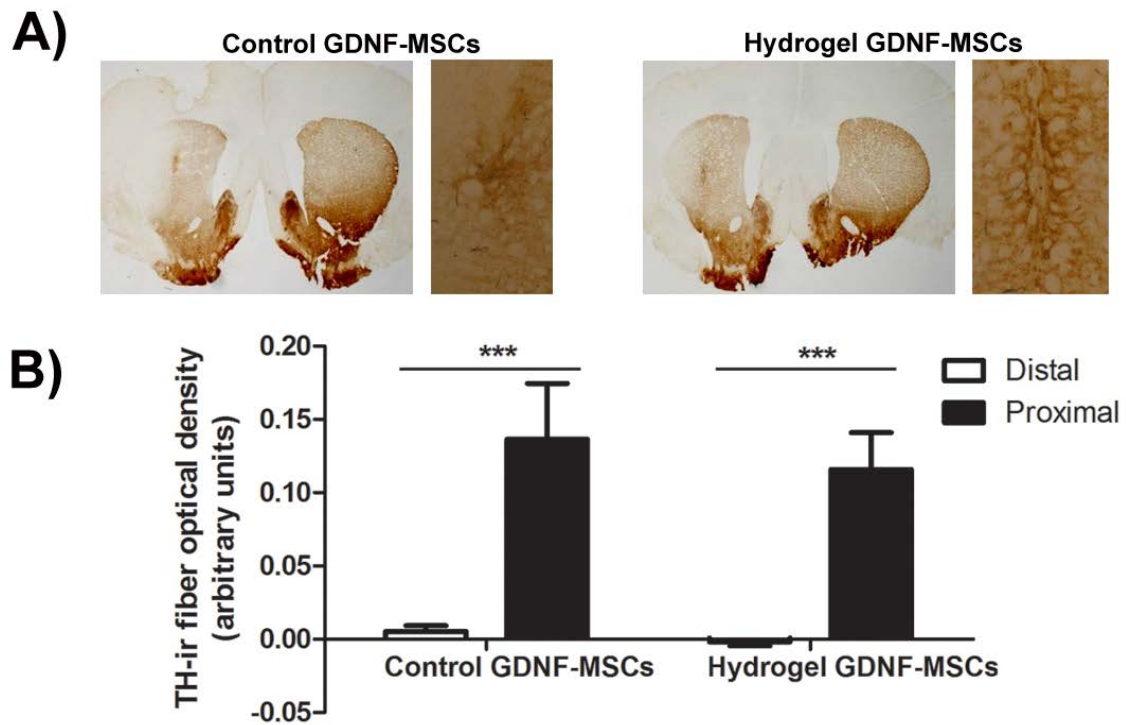 A)
Control GDNF-MSCs
Hydrogel GDNF-MSCs
B)
TH-ir fiber optical density
(arbitrary units)
0.20
0.15
0.10
0.05
0.00
-0.05
***
***
Distal
Proximal
Control GDNF-MSCs
Hydrogel GDNF-MSCs